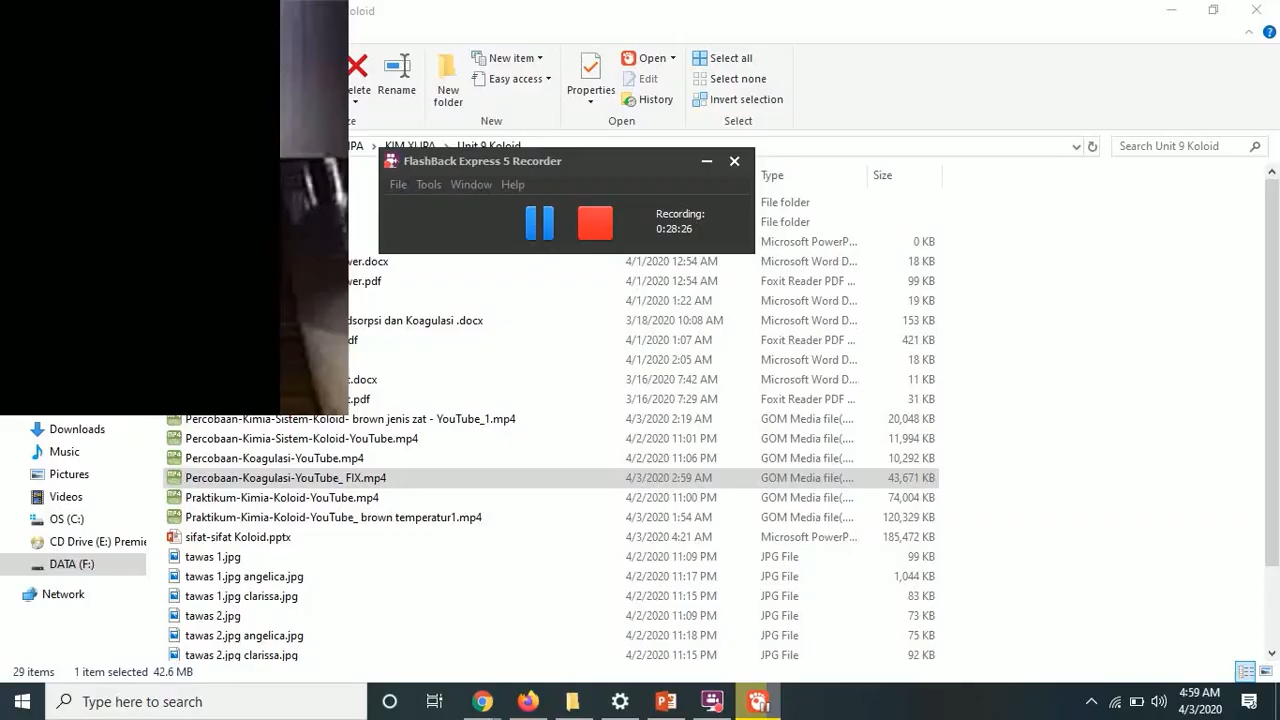 oloid
elete
Rename
New
folder
New item
Easy access
New
Properties
Open
Edit
History
Open
Select all
Select none
Invert selection
Select
KIM XI IPA
Unit 9 Koloid
Search Unit 9 Koloid
FlashBack Express 5 Recorder
File Tools Window Help
Recording:
0:28:26
Type Size
File folder
File folder
Microsoft PowerP... 0 KB
wer.docx 4/1/2020 12:54 AM Microsoft Word D... 18 KB
wer.pdf 4/1/2020 12:54 AM Foxit Reader PDF ... 99 KB
4/1/2020 1:22 AM Microsoft Word D... 19 KB
dsorpsi dan Koagulasi .docx 3/18/2020 10:08 AM Microsoft Word D... 153 KB
df 4/1/2020 1:07 AM Foxit Reader PDF ... 421 KB
4/1/2020 2:05 AM Microsoft Word D... 18 KB
.docx 3/16/2020 7:42 AM Microsoft Word D... 11 KB
.pdf 3/16/2020 7:29 AM Foxit Reader PDF ... 31 KB
Percobaan-Kimia-Sistem-Koloid- brown jenis zat - YouTube_1.mp4 4/3/2020 2:19 AM GOM Media file(.... 20,048 KB
Percobaan-Kimia-Sistem-Koloid-YouTube.mp4 4/2/2020 11:01 PM GOM Media file(.... 11,994 KB
Percobaan-Koagulasi-YouTube.mp4 4/2/2020 11:06 PM GOM Media file(.... 10,292 KB
Percobaan-Koagulasi-YouTube_ FIX.mp4 4/3/2020 2:59 AM GOM Media file(.... 43,671 KB
Praktikum-Kimia-Koloid-YouTube.mp4 4/2/2020 11:00 PM GOM Media file(.... 74,004 KB
Praktikum-Kimia-Koloid-YouTube_ brown temperatur1.mp4 4/3/2020 1:54 AM GOM Media file(.... 120,329 KB
sifat-sifat Koloid.pptx 4/3/2020 4:21 AM Microsoft PowerP... 185,472 KB
tawas 1.jpg 4/2/2020 11:09 PM JPG File 99 KB
tawas 1.jpg angelica.jpg 4/2/2020 11:17 PM JPG File 1,044 KB
tawas 1.jpg clarissa.jpg 4/2/2020 11:15 PM JPG File 83 KB
tawas 2.jpg 4/2/2020 11:09 PM JPG File 73 KB
tawas 2.jpg angelica.jpg 4/2/2020 11:18 PM JPG File 75 KB
tawas 2.jpg clarissa.jpg 4/2/2020 11:15 PM JPG File 92 KB
Downloads
Music
Pictures
Videos
OS (C:)
CD Drive (E:) Premie
DATA (F:)
Network
29 items 1 item selected 42.6 MB
Type here to search
4:59 AM
4/3/2020